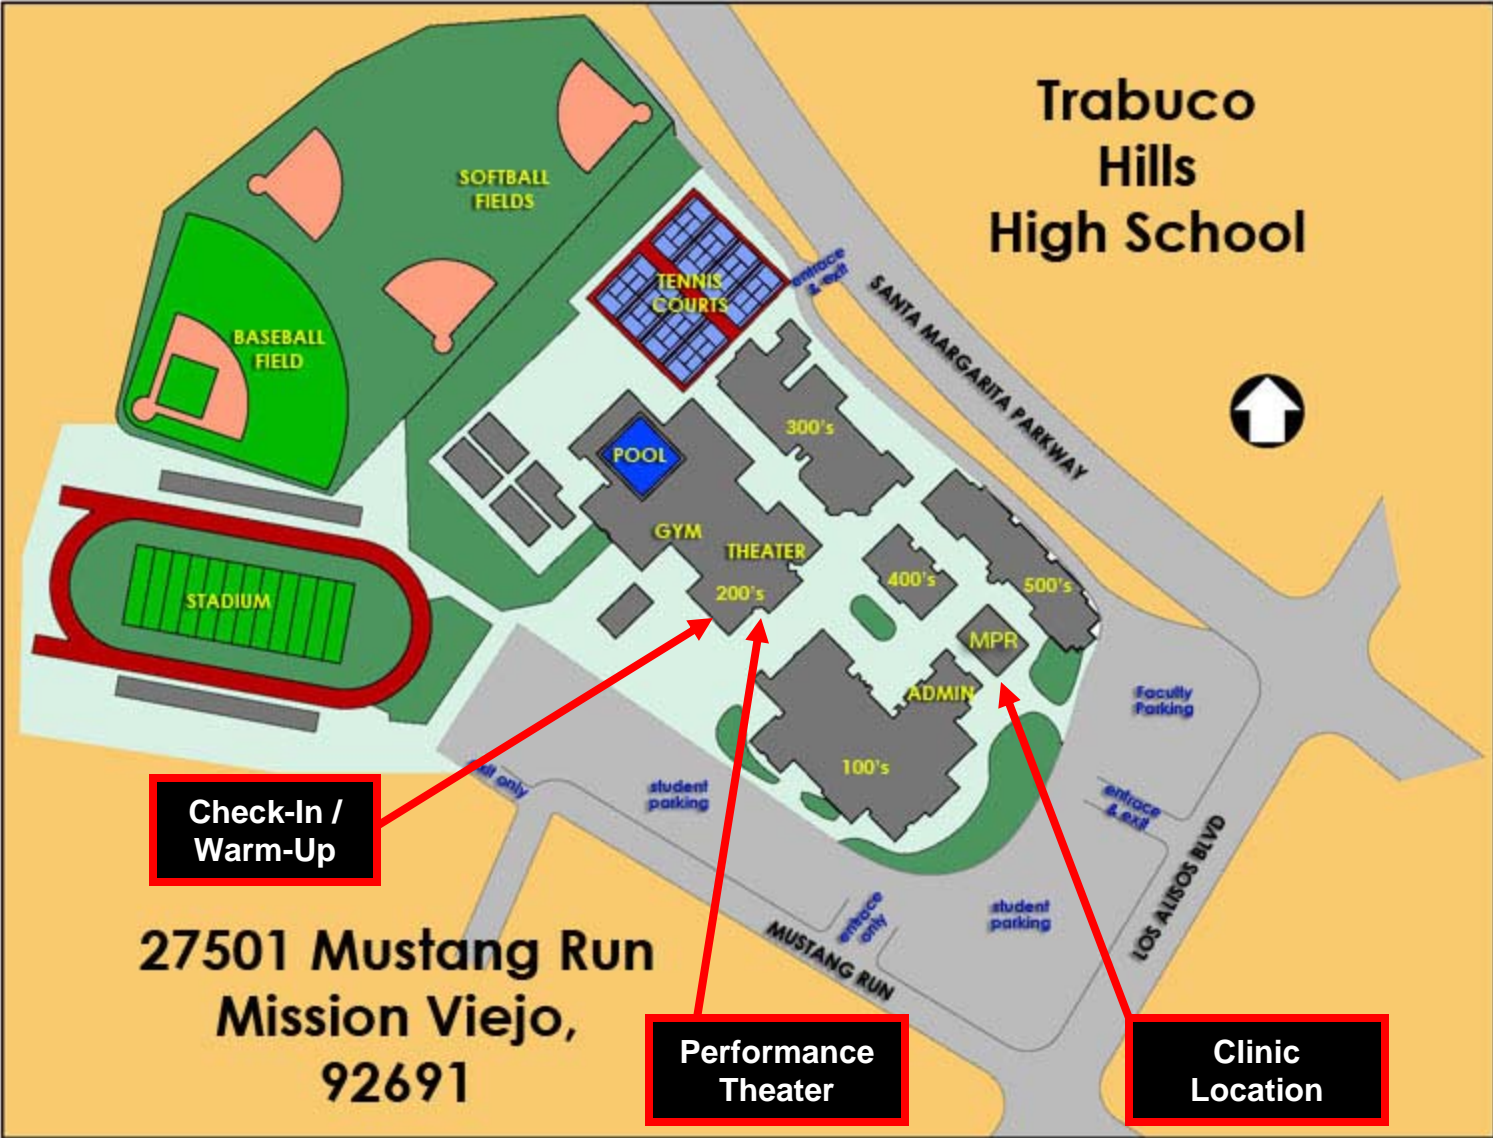 Trabuco
Hills
High School
SOFTBALL
FIELDS
TENNIS
COURTS
entrace
& exit
SANTA MARGARITA PARKWAY
BASEBALL
FIELD
300's
POOL
GYM
THEATER
200's
400's
500's
STADIUM
MPR
ADMIN
100's
Faculty
Parking
exit only
student
parking
entrace
& exit
Check-In /
Warm-Up
LOS ALISOS BLVD
entrace
only
student
parking
MUSTANG RUN
27501 Mustang Run
Mission Viejo,
92691
Performance
Theater
Clinic
Location